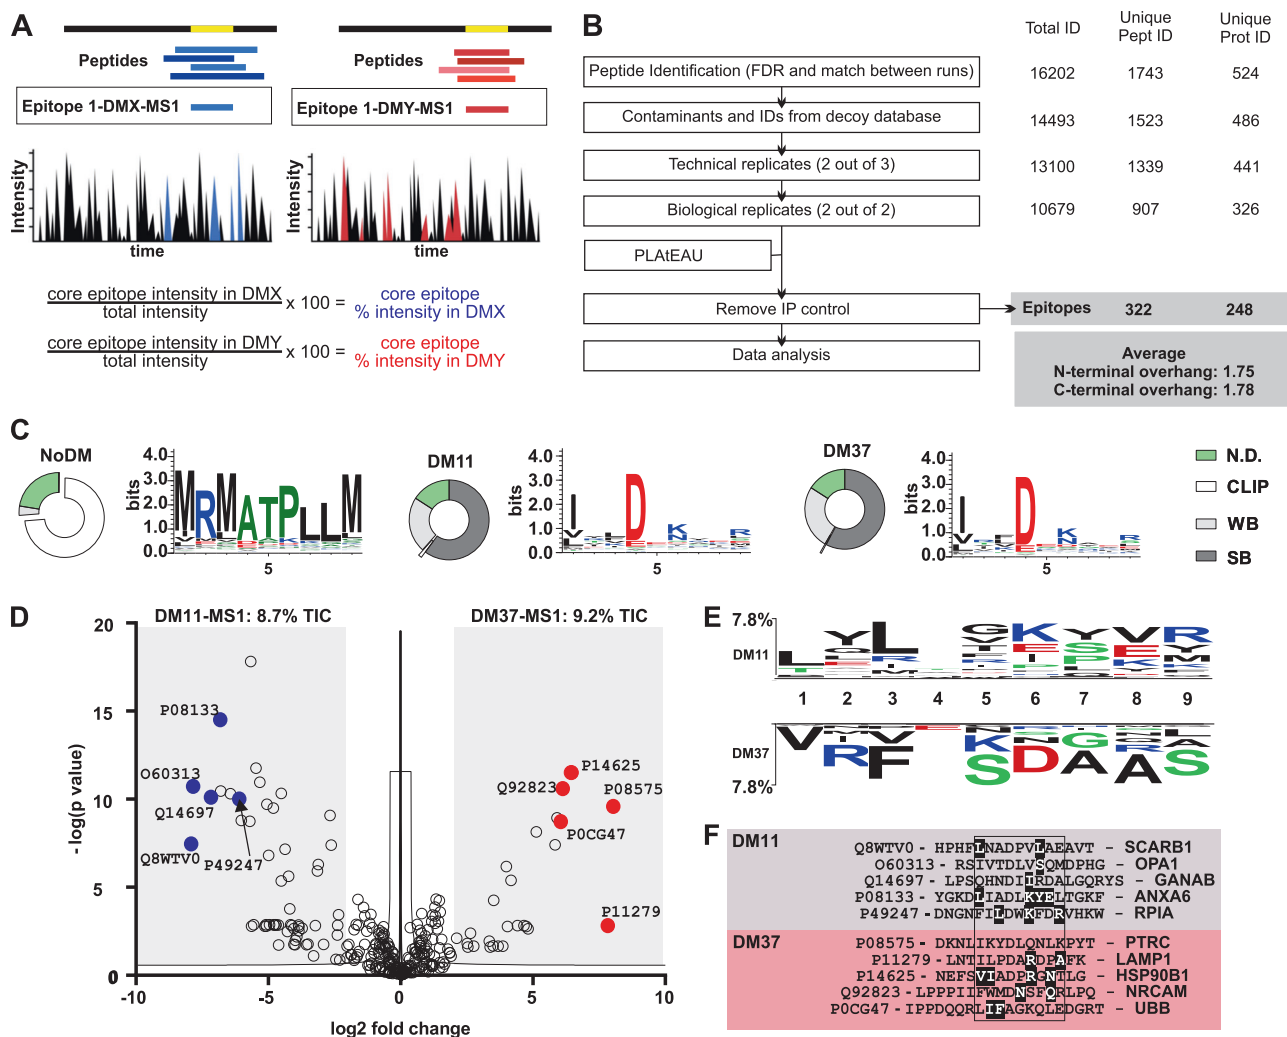 A
Peptides
Peptides
Epitope 1-DMX-MS1
Epitope 1-DMY-MS1
Intensity
time
Intensity
time
core epitope intensity in DMX
total intensity
x 100 =
core epitope
% intensity in DMX
core epitope intensity in DMY
total intensity
x 100 =
core epitope
% intensity in DMY
B
Total ID
Unique
Pept ID
Unique
Prot ID
Peptide Identification (FDR and match between runs)
16202 1743 524
Contaminants and IDs from decoy database
14493 1523 486
Technical replicates (2 out of 3)
13100 1339 441
Biological replicates (2 out of 2)
10679 907 326
PLAtEAU
Remove IP control
Epitopes 322 248
Data analysis
Average
N-terminal overhang: 1.75
C-terminal overhang: 1.78
C
NoDM
bits
4.0
3.0
2.0
1.0
0.0
MRMATPLLM
5
DM11
bits
4.0
3.0
2.0
1.0
0.0
I D K R
5
DM37
bits
4.0
3.0
2.0
1.0
0.0
I D K
5
N.D.
CLIP
WB
SB
D
DM11-MS1: 8.7% TIC
DM37-MS1: 9.2% TIC
- log(p value)
20
15
10
5
0
P08133
O60313
Q14697
Q8WTV0
P49247
P14625
Q92823
P08575
P0CG47
P11279
-10 -5 0 5 10
log2 fold change
E
7.8%
DM11
1 2 3 4 5 6 7 8 9
DM37
7.8%
F
DM11
Q8WTV0 - HPHFLNADPVLAEAVT - SCARB1
O60313 - RSIVTDLVSQMDPHG - OPA1
Q14697 - LPSQHNDIIRDALGQRYS - GANAB
P08133 - YGKDLIADLKYELTGKF - ANXA6
P49247 - DNGNFILDWKFDRVHKW - RPIA
DM37
P08575 - DKNLIKYDLQNLKPYT - PTRC
P11279 - LNTILPDARDPAFK - LAMP1
P14625 - NEFSVIADPRGNTLG - HSP90B1
Q92823 - LPPPIIFWMDNSFQRLPQ - NRCAM
P0CG47 - IPPDQQRLIFAGKQLEDGRT - UBB